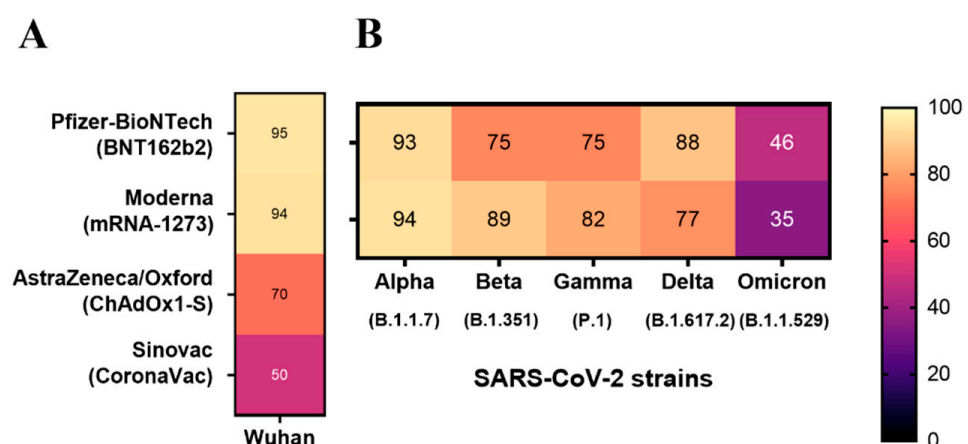 A
B
Pfizer-BioNTech
(BNT162b2)
95
Moderna
(mRNA-1273)
94
AstraZeneca/Oxford
(ChAdOx1-S)
70
Sinovac
(CoronaVac)
50
Wuhan
93 75 75 88 46
94 89 82 77 35
Alpha Beta Gamma Delta Omicron
(B.1.1.7) (B.1.351) (P.1) (B.1.617.2) (B.1.1.529)
SARS-CoV-2 strains
100
80
60
40
20
0